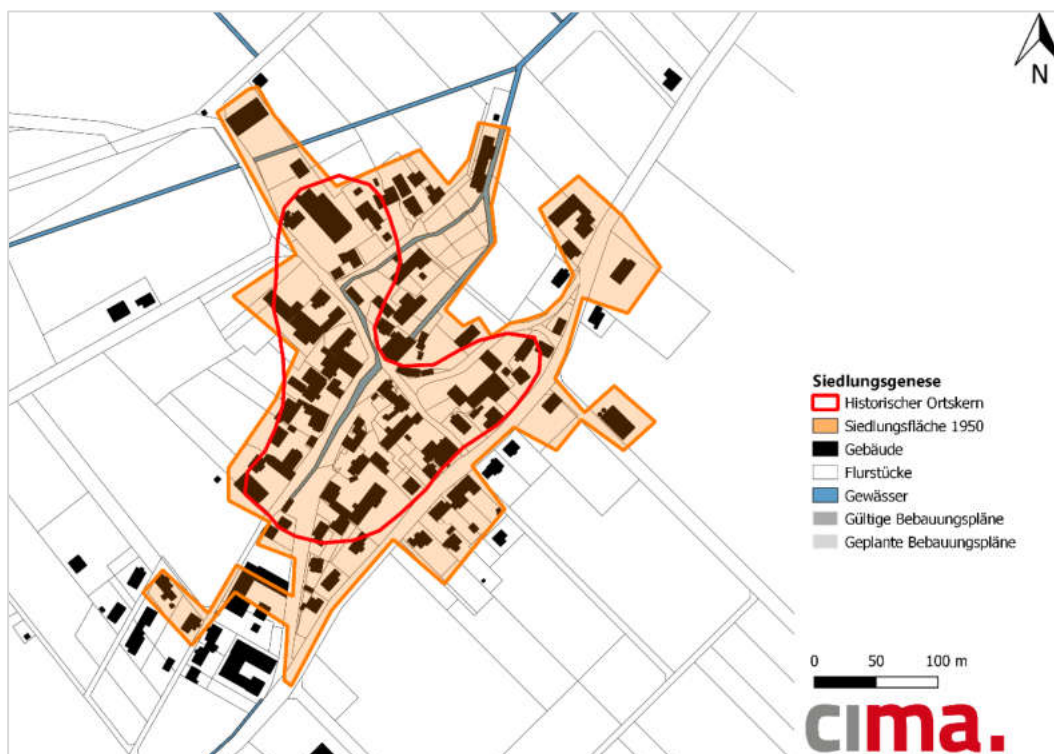 N
Siedlungsgenese
Historischer Ortskern
Siedlungsfläche 1950
Gebäude
Flurstücke
Gewässer
Gültige Bebauungspläne
Geplante Bebauungspläne
0 50 100 m
cima.